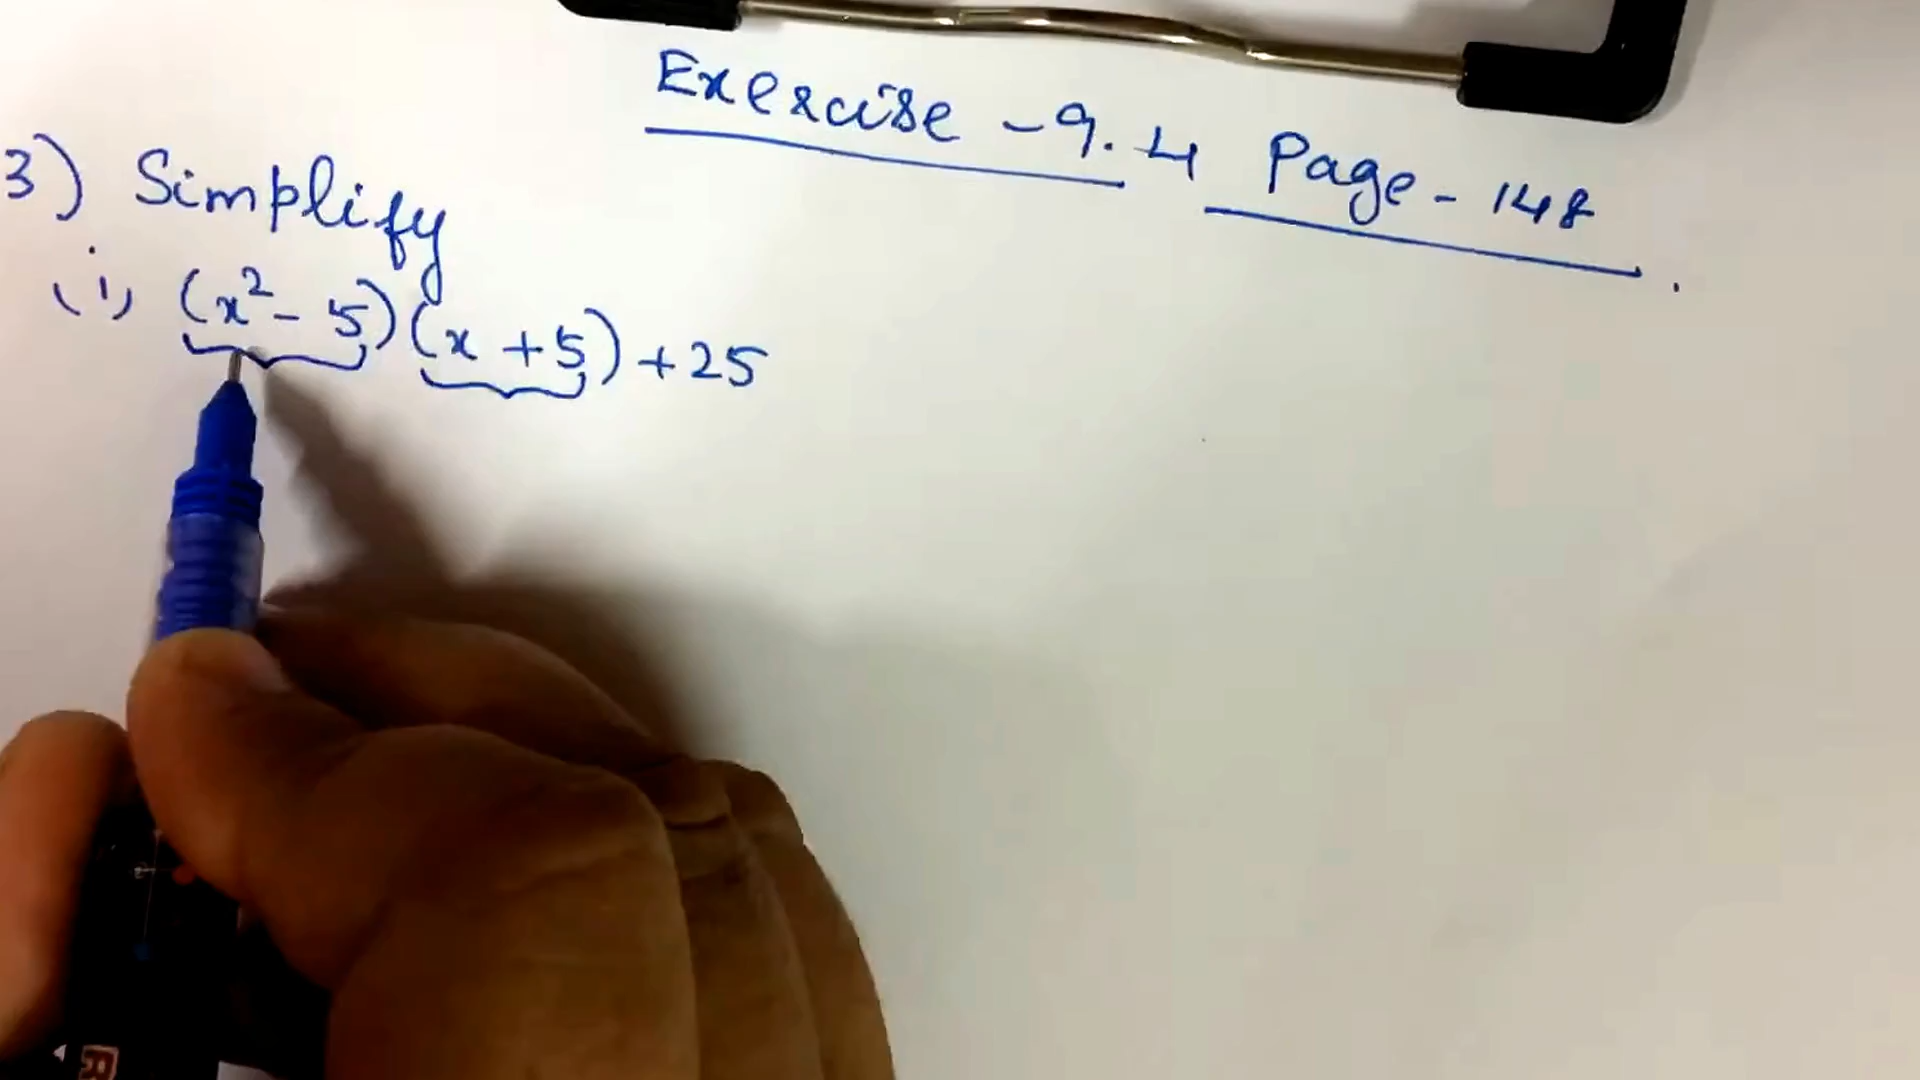 Exercise - 9.4 Page - 148.
3) Simplify
(i) (x² - 5) (x + 5) + 25
R